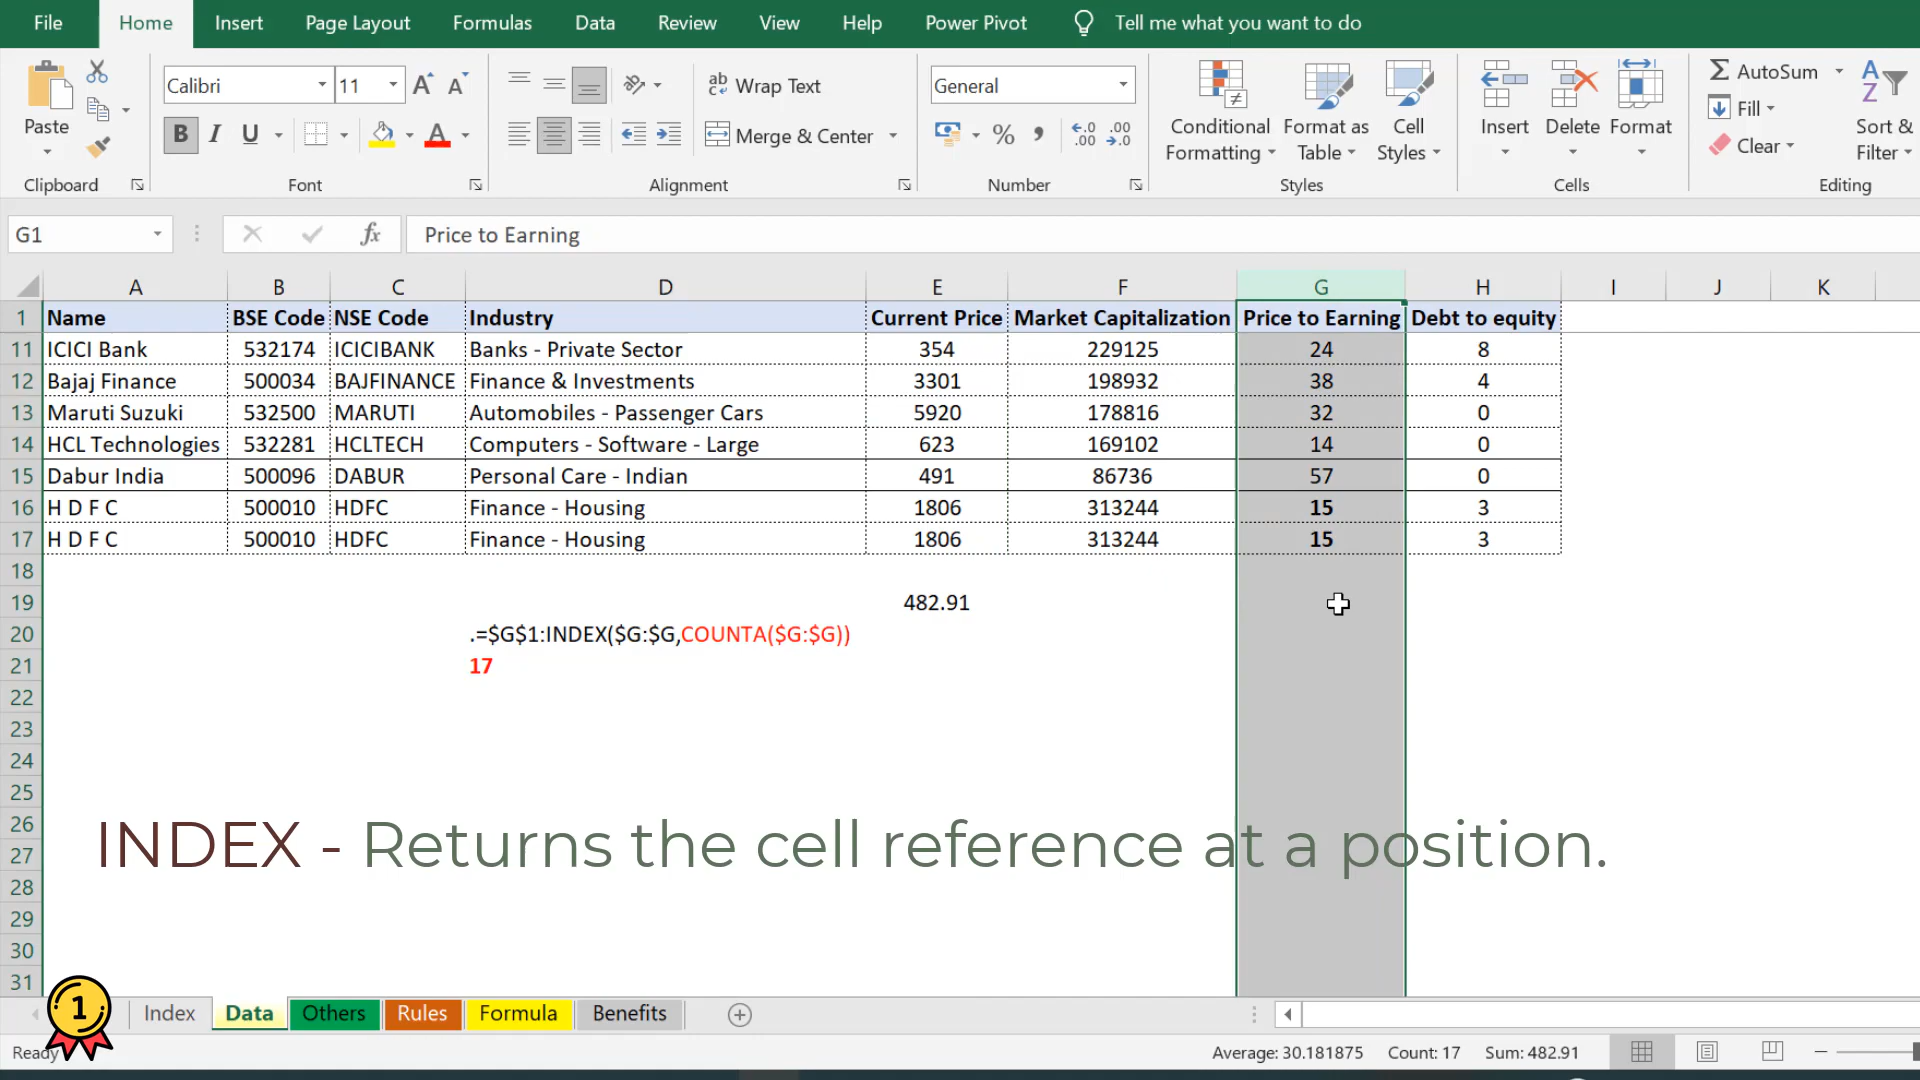 File Home Insert Page Layout Formulas Data Review View Help Power Pivot Tell me what you want to do
Paste
Clipboard
Calibri 11
B I U
Font
Wrap Text
Merge & Center
Alignment
General
Number
Conditional Formatting
Format as Table
Cell Styles
Styles
Insert Delete Format
Cells
AutoSum
Fill
Clear
Sort & Filter
Editing
G1 fx Price to Earning
A B C D E F G H I J K
1 Name BSE Code NSE Code Industry Current Price Market Capitalization Price to Earning Debt to equity
11 ICICI Bank 532174 ICICIBANK Banks - Private Sector 354 229125 24 8
12 Bajaj Finance 500034 BAJFINANCE Finance & Investments 3301 198932 38 4
13 Maruti Suzuki 532500 MARUTI Automobiles - Passenger Cars 5920 178816 32 0
14 HCL Technologies 532281 HCLTECH Computers - Software - Large 623 169102 14 0
15 Dabur India 500096 DABUR Personal Care - Indian 491 86736 57 0
16 H D F C 500010 HDFC Finance - Housing 1806 313244 15 3
17 H D F C 500010 HDFC Finance - Housing 1806 313244 15 3
18
19 482.91
20 .=$G$1:INDEX($G:$G,COUNTA($G:$G))
21 17
22
23
24
25
26
INDEX - Returns the cell reference at a position.
27
28
29
30
31
1
Index Data Others Rules Formula Benefits
Ready Average: 30.181875 Count: 17 Sum: 482.91